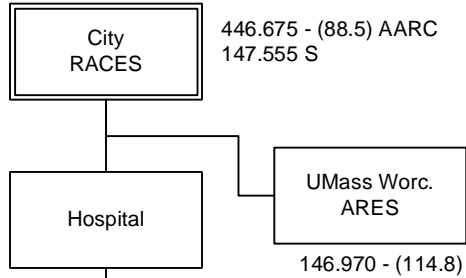 City
RACES
446.675 - (88.5) AARC
147.555 S
Hospital
UMass Worc.
ARES
146.970 - (114.8)